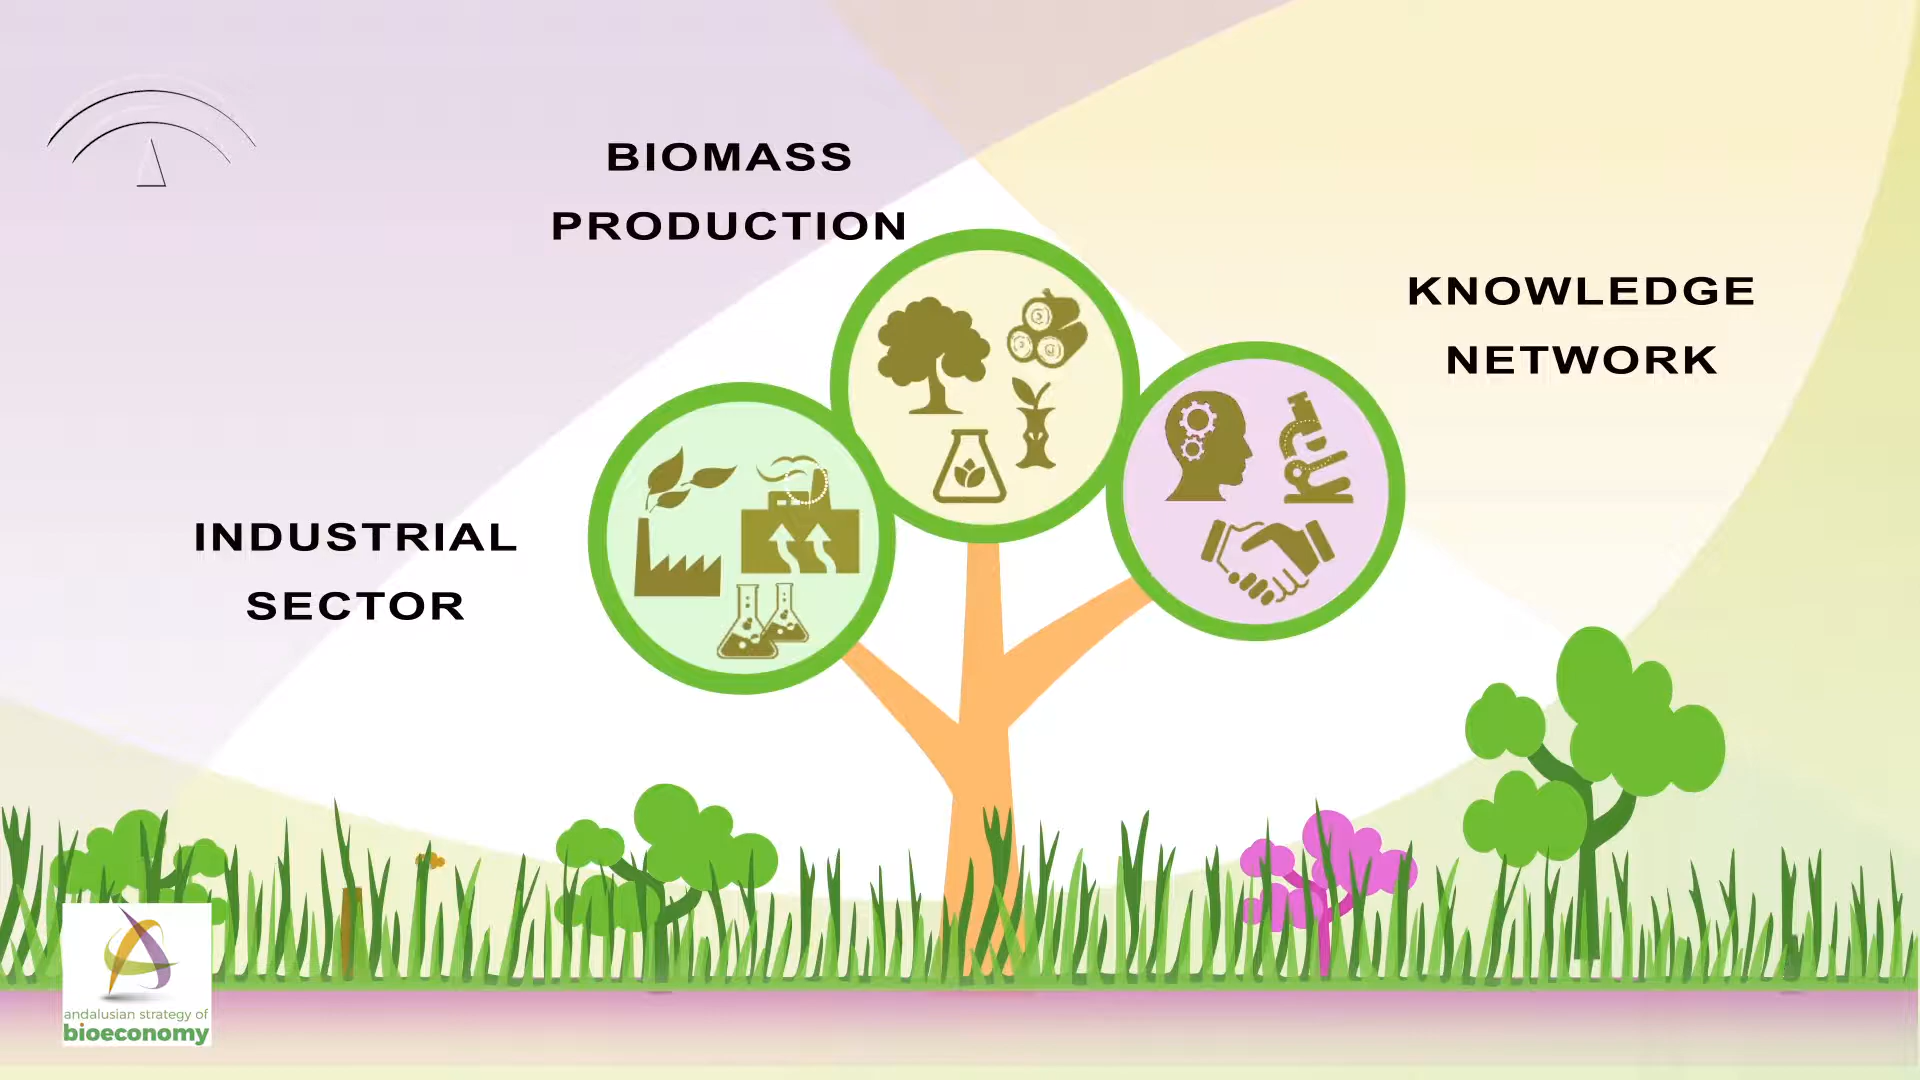 BIOMASS
PRODUCTION
KNOWLEDGE
NETWORK
INDUSTRIAL
SECTOR
andalusian strategy of
bioeconomy